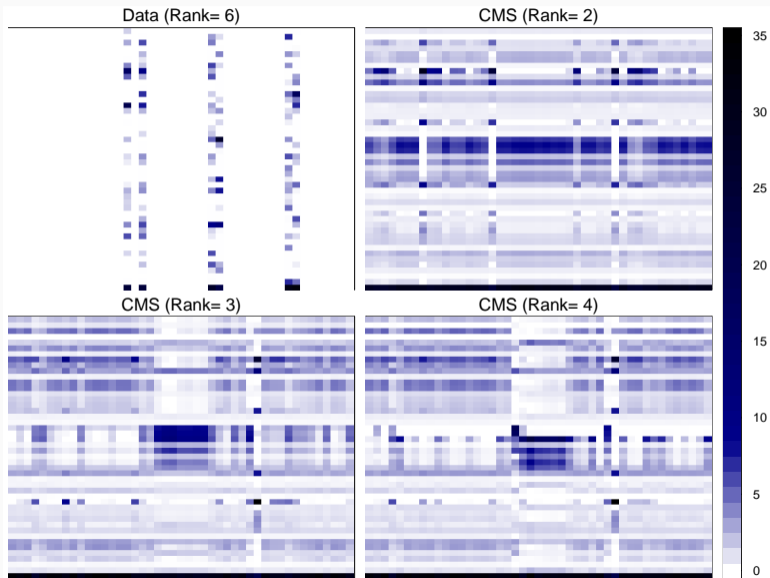 Data (Rank= 6)
CMS (Rank= 2)
CMS (Rank= 3)
CMS (Rank= 4)
35
30
25
20
15
10
5
0